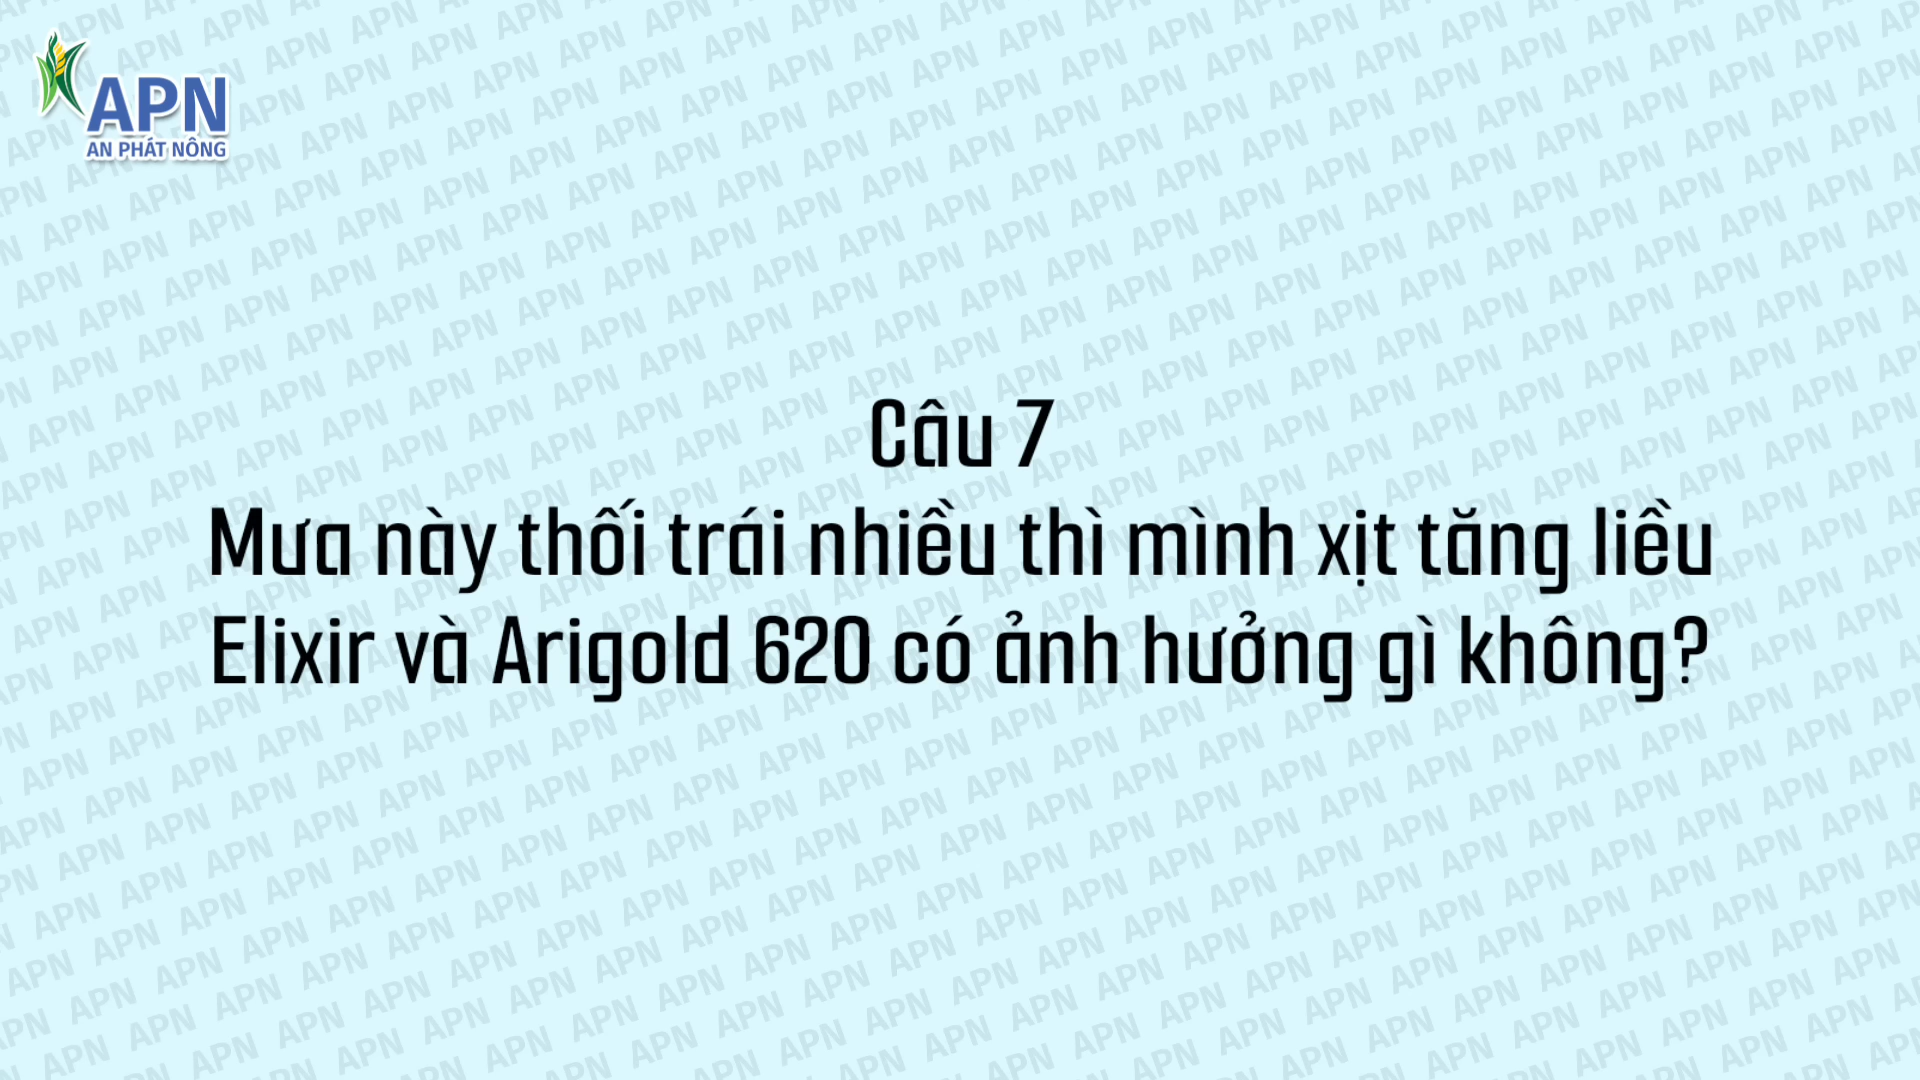 APN
AN PHÁT NÔNG
Câu 7
Mưa này thối trái nhiều thì mình xịt tăng liều
Elixir và Arigold 620 có ảnh hưởng gì không?